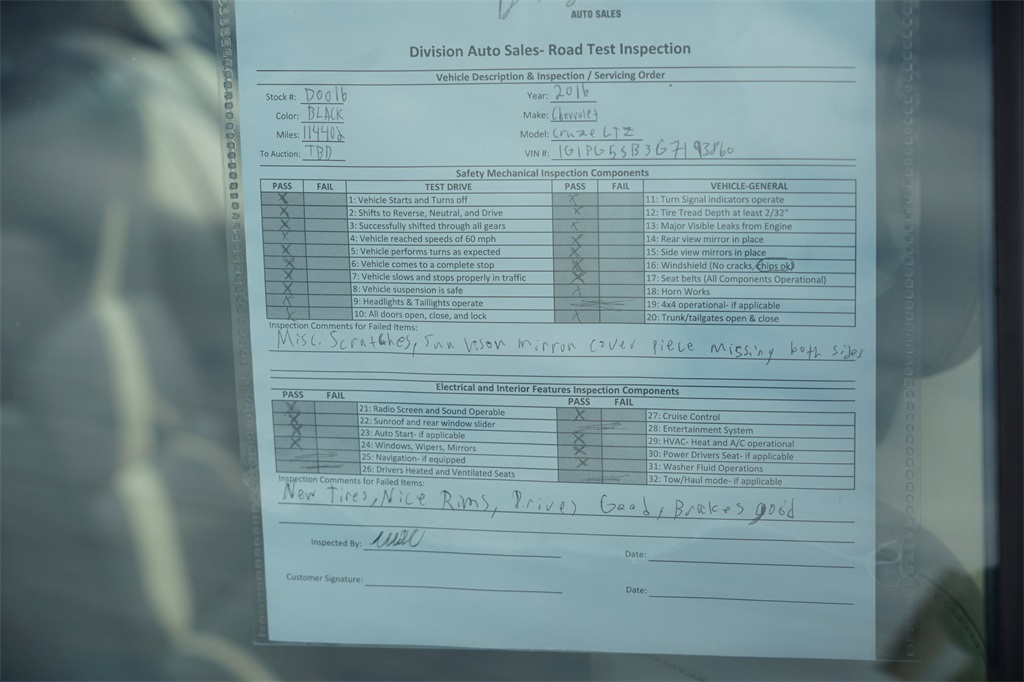 AUTO SALES
Division Auto Sales- Road Test Inspection
Vehicle Description & Inspection / Servicing Order
Stock #: D0016 Year: 2016
Color: BLACK Make: Chevrolet
Miles: 114402 Model: Cruze LTZ
To Auction: TBD VIN #: 1G1PG5SB3G7193860
Safety Mechanical Inspection Components
PASS FAIL TEST DRIVE PASS FAIL VEHICLE-GENERAL
X 1: Vehicle Starts and Turns off X 11: Turn Signal indicators operate
X 2: Shifts to Reverse, Neutral, and Drive X 12: Tire Tread Depth at least 2/32"
X 3: Successfully shifted through all gears X 13: Major Visible Leaks from Engine
X 4: Vehicle reached speeds of 60 mph X 14: Rear view mirror in place
X 5: Vehicle performs turns as expected X 15: Side view mirrors in place
X 6: Vehicle comes to a complete stop X 16: Windshield (No cracks, chips ok)
X 7: Vehicle slows and stops properly in traffic X 17: Seat belts (All Components Operational)
X 8: Vehicle suspension is safe X 18: Horn Works
X 9: Headlights & Taillights operate 19: 4x4 operational- if applicable
X 10: All doors open, close, and lock X 20: Trunk/tailgates open & close
Inspection Comments for Failed Items:
Misc. Scratches, Sun Vison mirror cover piece missing both sides
Electrical and Interior Features Inspection Components
PASS FAIL PASS FAIL
X 21: Radio Screen and Sound Operable X 27: Cruise Control
X 22: Sunroof and rear window slider 28: Entertainment System
X 23: Auto Start- if applicable X 29: HVAC- Heat and A/C operational
X 24: Windows, Wipers, Mirrors X 30: Power Drivers Seat- if applicable
25: Navigation- if equipped X 31: Washer Fluid Operations
26: Drivers Heated and Ventilated Seats 32: Tow/Haul mode- if applicable
Inspection Comments for Failed Items:
New Tires, Nice Rims, Drives Good, Brakes good
Inspected By: Date:
Customer Signature: Date: